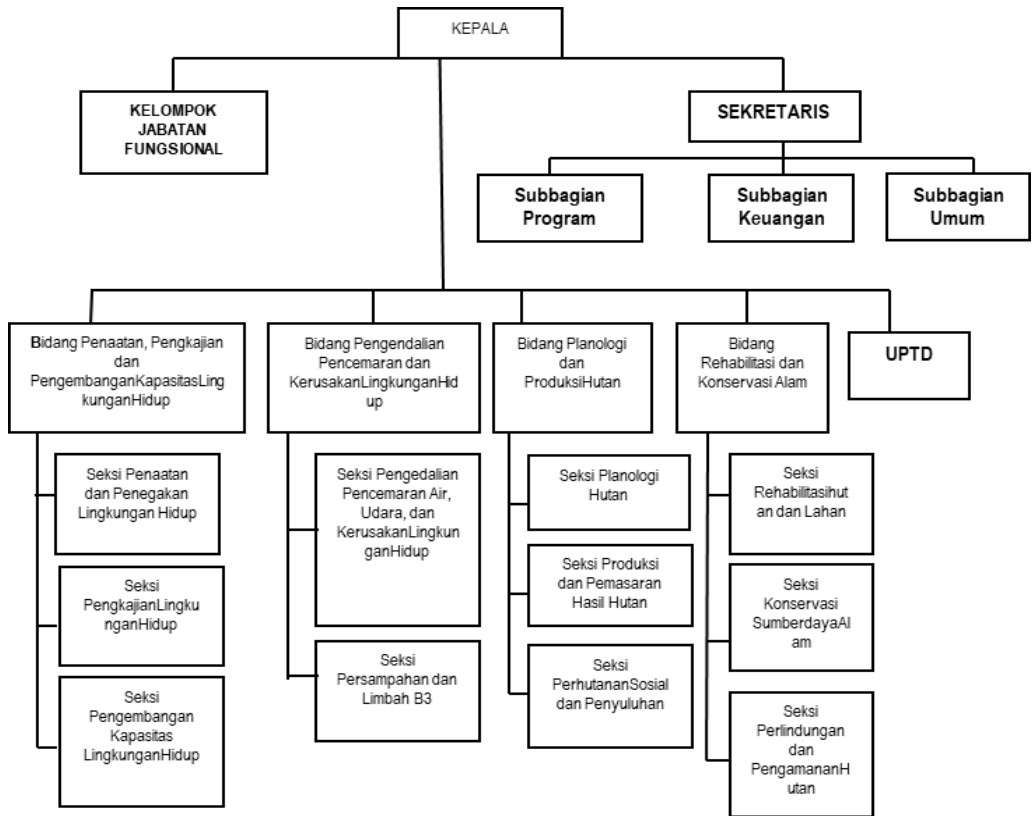 KEPALA
KELOMPOK
JABATAN
FUNGSIONAL
SEKRETARIS
Subbagian
Program
Subbagian
Keuangan
Subbagian
Umum
Bidang Penaatan, Pengkajian
dan
PengembanganKapasitasLing
kunganHidup
Bidang Pengendalian
Pencemaran dan
KerusakanLingkunganHid
up
Bidang Planologi
dan
ProduksiHutan
Bidang
Rehabilitasi dan
Konservasi Alam
UPTD
Seksi Penaatan
dan Penegakan
Lingkungan Hidup
Seksi
PengkajianLingku
nganHidup
Seksi
Pengembangan
Kapasitas
LingkunganHidup
Seksi Pengedalian
Pencemaran Air,
Udara, dan
KerusakanLingkun
ganHidup
Seksi
Persampahan dan
Limbah B3
Seksi Planologi
Hutan
Seksi Produksi
dan Pemasaran
Hasil Hutan
Seksi
PerhutananSosial
dan Penyuluhan
Seksi
Rehabilitasihut
an dan Lahan
Seksi
Konservasi
SumberdayaAl
am
Seksi
Perlindungan
dan
PengamananH
utan